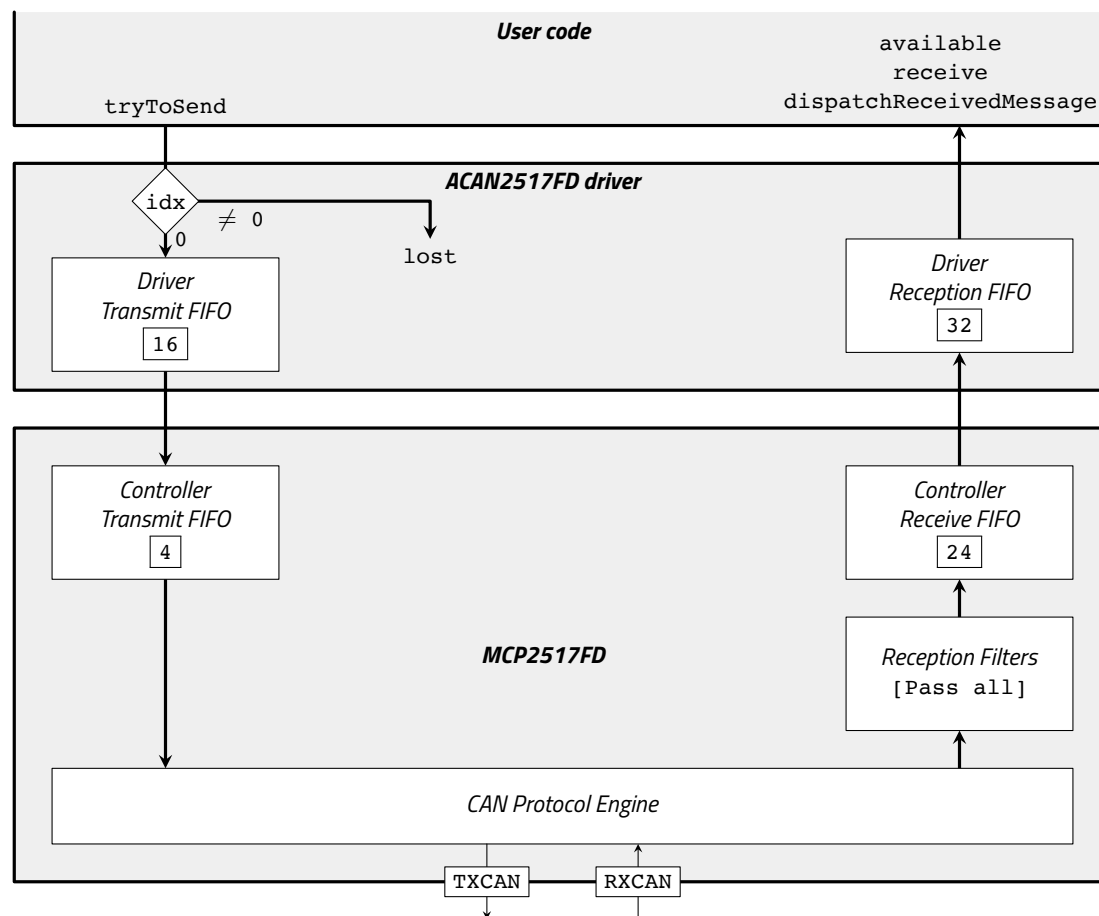 User code
available
receive
dispatchReceivedMessage
tryToSend
ACAN2517FD driver
idx
≠ 0
0
lost
Driver
Transmit FIFO
16
Driver
Reception FIFO
32
Controller
Transmit FIFO
4
Controller
Receive FIFO
24
MCP2517FD
Reception Filters
[Pass all]
CAN Protocol Engine
TXCAN
RXCAN